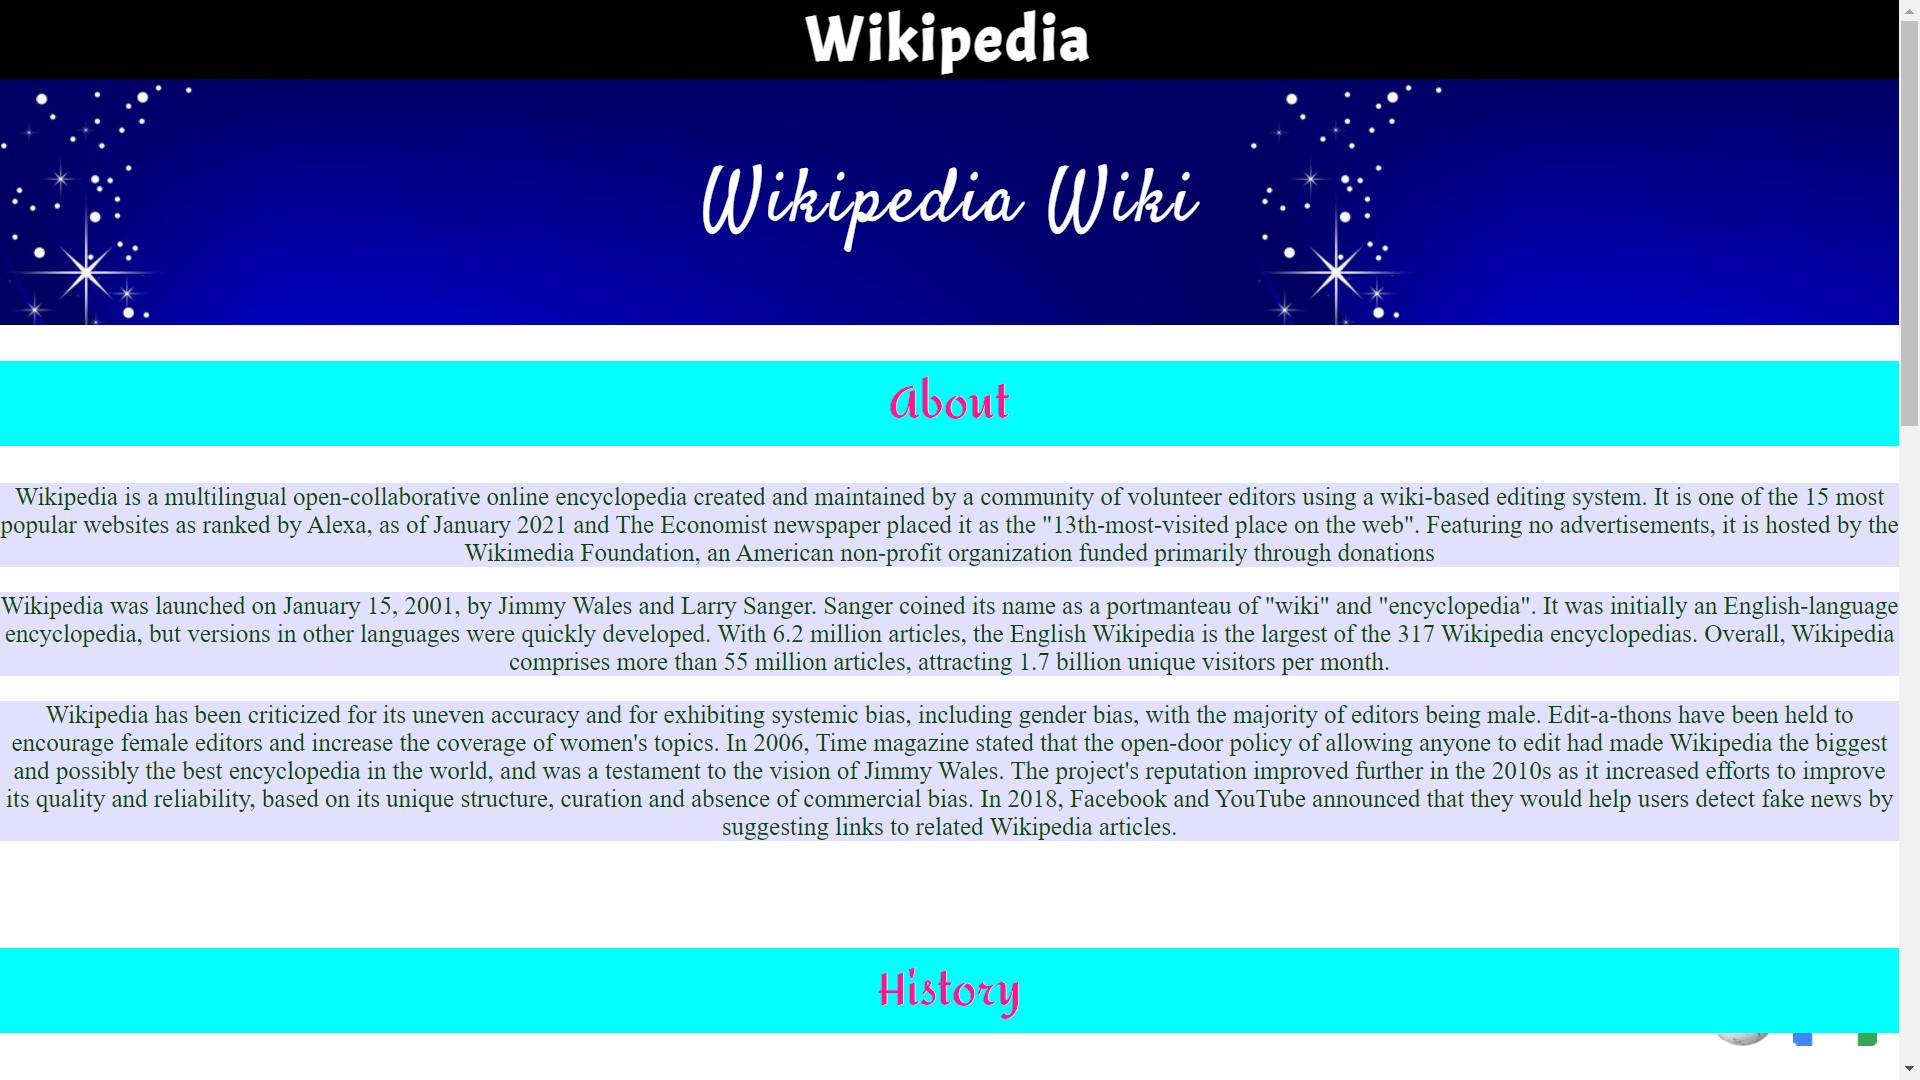 Wikipedia
Wikipedia Wiki
About
Wikipedia is a multilingual open-collaborative online encyclopedia created and maintained by a community of volunteer editors using a wiki-based editing system. It is one of the 15 most
popular websites as ranked by Alexa, as of January 2021 and The Economist newspaper placed it as the "13th-most-visited place on the web". Featuring no advertisements, it is hosted by the
Wikimedia Foundation, an American non-profit organization funded primarily through donations
Wikipedia was launched on January 15, 2001, by Jimmy Wales and Larry Sanger. Sanger coined its name as a portmanteau of "wiki" and "encyclopedia". It was initially an English-language
encyclopedia, but versions in other languages were quickly developed. With 6.2 million articles, the English Wikipedia is the largest of the 317 Wikipedia encyclopedias. Overall, Wikipedia
comprises more than 55 million articles, attracting 1.7 billion unique visitors per month.
Wikipedia has been criticized for its uneven accuracy and for exhibiting systemic bias, including gender bias, with the majority of editors being male. Edit-a-thons have been held to
encourage female editors and increase the coverage of women's topics. In 2006, Time magazine stated that the open-door policy of allowing anyone to edit had made Wikipedia the biggest
and possibly the best encyclopedia in the world, and was a testament to the vision of Jimmy Wales. The project's reputation improved further in the 2010s as it increased efforts to improve
its quality and reliability, based on its unique structure, curation and absence of commercial bias. In 2018, Facebook and YouTube announced that they would help users detect fake news by
suggesting links to related Wikipedia articles.
History